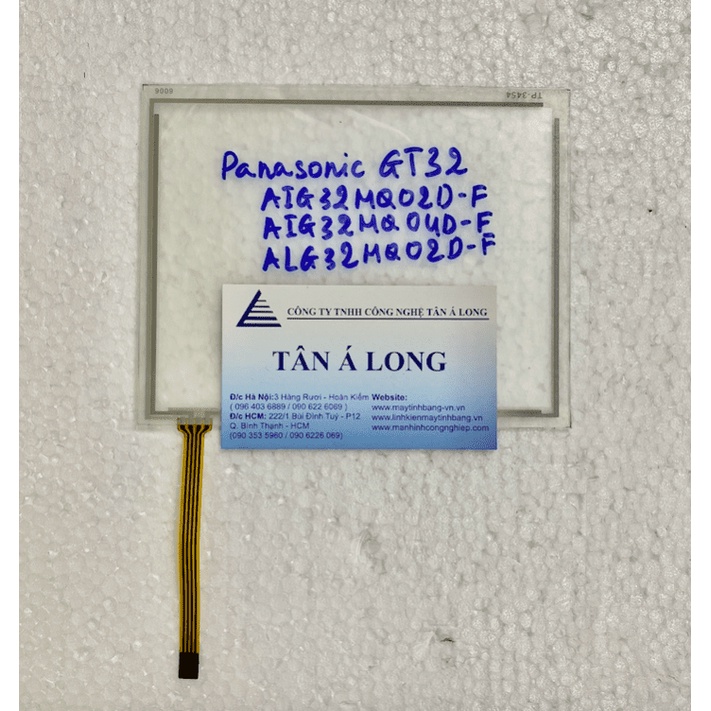 6006
TP-3454
Panasonic GT32
AIG32MQ02D-F
AIG32MQ04D-F
ALG32MQ02D-F
CÔNG TY TNHH CÔNG NGHỆ TÂN Á LONG
TÂN Á LONG
Đ/c Hà Nội:3 Hàng Rươi - Hoàn Kiếm
( 096 403 6889 / 090 622 6069 )
Đ/c HCM: 222/1 Bùi Đình Tuý - P12
Q. Bình Thạnh - HCM
(090 353 5960 / 090 6226 069)
Website:
www.maytinhbang-vn.vn
www.linhkienmaytinhbang.vn
www.manhinhcongnghiep.com